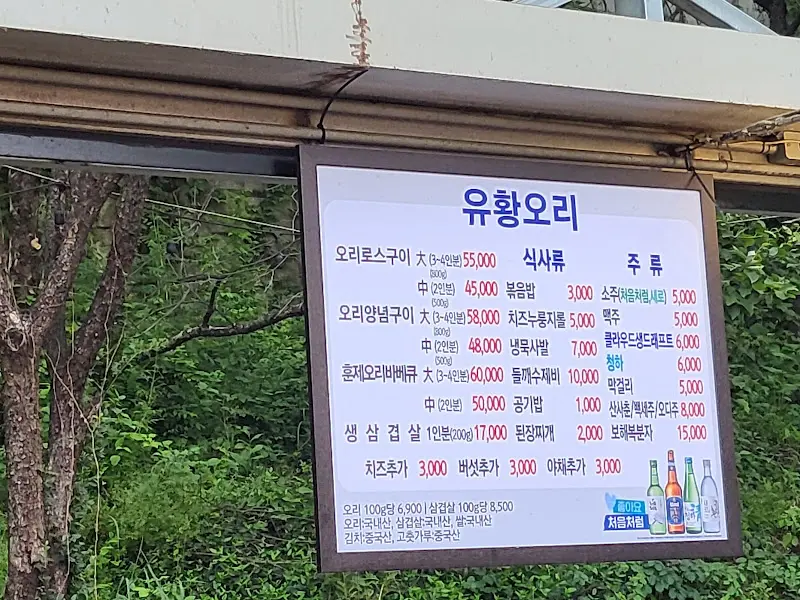 유황오리
오리로스구이 大 (3~4인분) 55,000
(800g)
中 (2인분) 45,000
(500g)
오리양념구이 大 (3~4인분) 58,000
(800g)
中 (2인분) 48,000
(500g)
훈제오리바베큐 大 (3~4인분) 60,000
中 (2인분) 50,000
생 삼 겹 살 1인분(200g) 17,000
식사류
볶음밥 3,000
치즈누룽지롤 5,000
냉묵사발 7,000
들깨수제비 10,000
공기밥 1,000
된장찌개 2,000
주 류
소주(처음처럼,새로) 5,000
맥주 5,000
클라우드생드래프트 6,000
청하 6,000
막걸리 5,000
산사춘/백세주/오디주 8,000
보해복분자 15,000
치즈추가 3,000 버섯추가 3,000 야채추가 3,000
오리 100g당 6,900 | 삼겹살 100g당 8,500
오리:국내산, 삼겹살:국내산, 쌀:국내산
김치:중국산, 고춧가루:중국산
좋아요
처음처럼